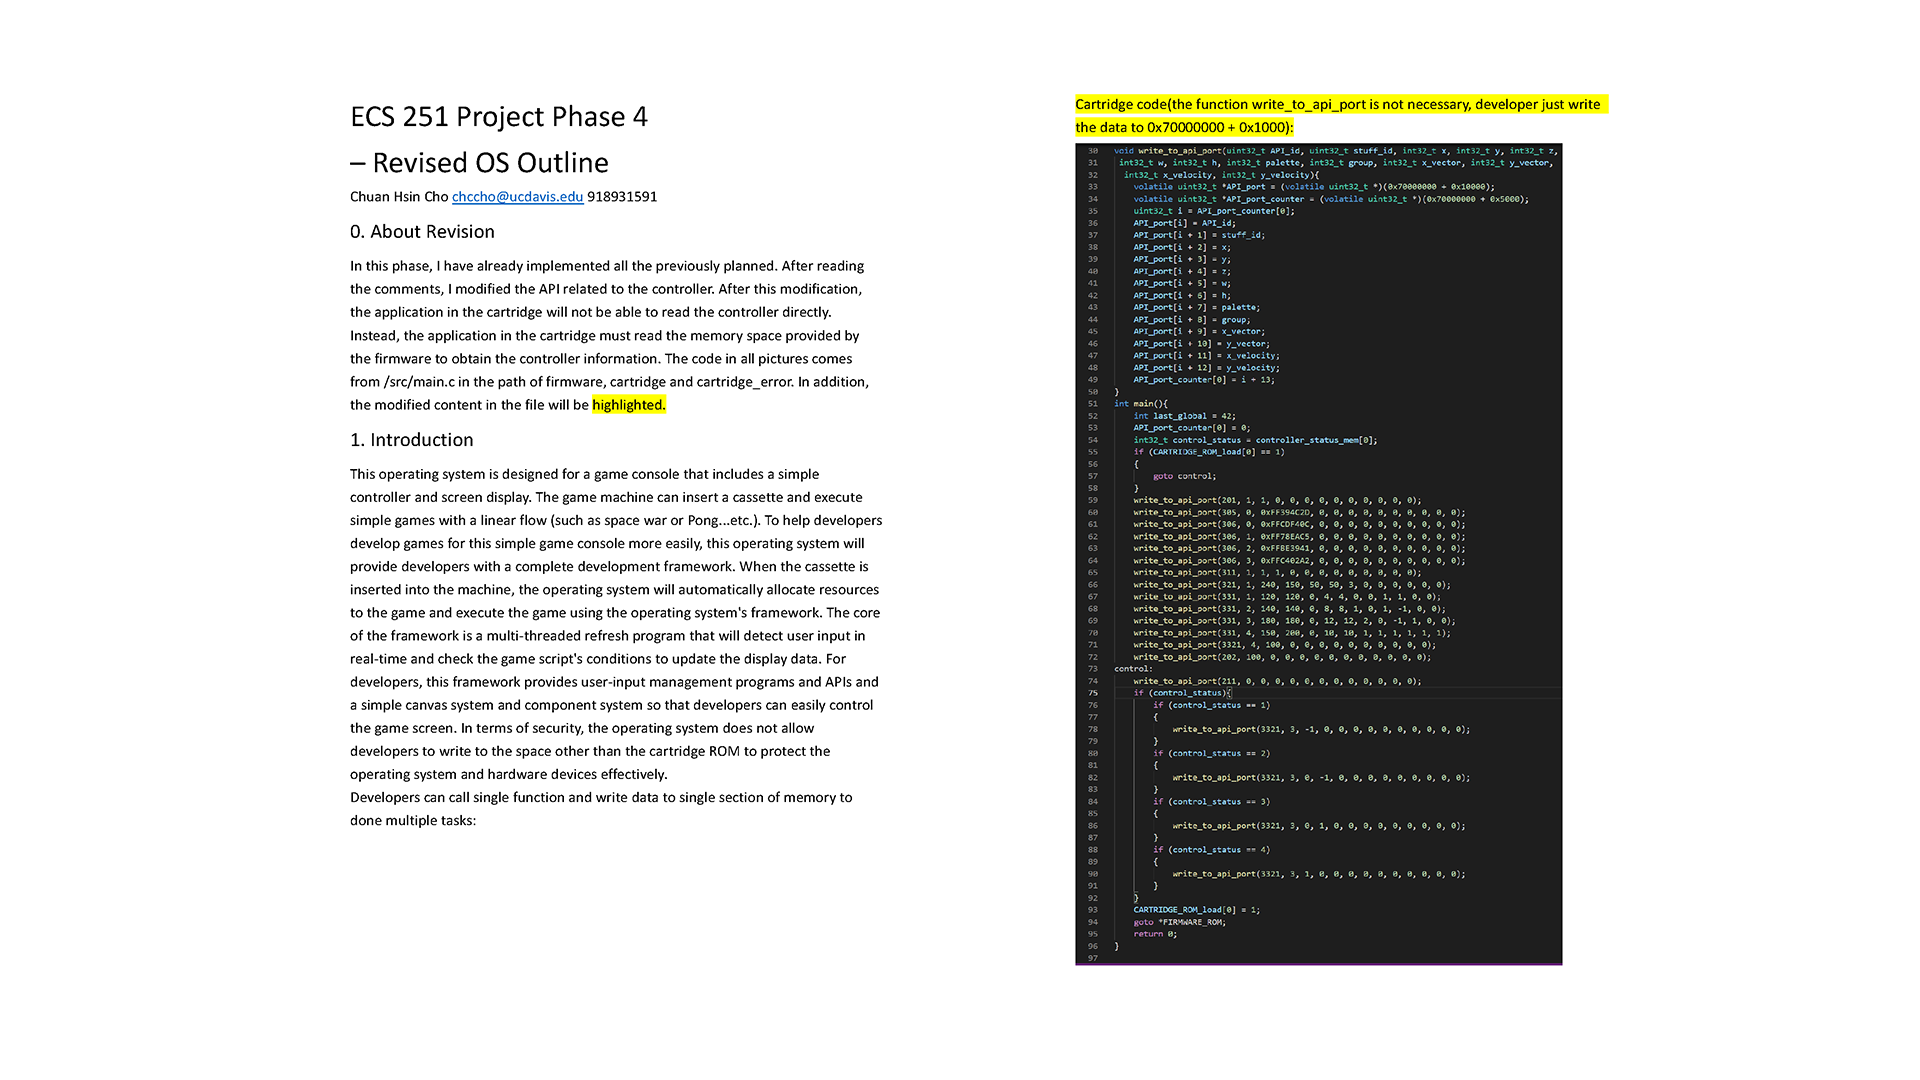 ECS 251 Project Phase 4
– Revised OS Outline
Chuan Hsin Cho chccho@ucdavis.edu 918931591
0. About Revision
In this phase, I have already implemented all the previously planned. After reading
the comments, I modified the API related to the controller. After this modification,
the application in the cartridge will not be able to read the controller directly.
Instead, the application in the cartridge must read the memory space provided by
the firmware to obtain the controller information. The code in all pictures comes
from /src/main.c in the path of firmware, cartridge and cartridge_error. In addition,
the modified content in the file will be highlighted.
1. Introduction
This operating system is designed for a game console that includes a simple
controller and screen display. The game machine can insert a cassette and execute
simple games with a linear flow (such as space war or Pong...etc.). To help developers
develop games for this simple game console more easily, this operating system will
provide developers with a complete development framework. When the cassette is
inserted into the machine, the operating system will automatically allocate resources
to the game and execute the game using the operating system's framework. The core
of the framework is a multi-threaded refresh program that will detect user input in
real-time and check the game script's conditions to update the display data. For
developers, this framework provides user-input management programs and APIs and
a simple canvas system and component system so that developers can easily control
the game screen. In terms of security, the operating system does not allow
developers to write to the space other than the cartridge ROM to protect the
operating system and hardware devices effectively.
Developers can call single function and write data to single section of memory to
done multiple tasks:
Cartridge code(the function write_to_api_port is not necessary, developer just write
the data to 0x70000000 + 0x1000):
30 void write_to_api_port(uint32_t API_id, uint32_t stuff_id, int32_t x, int32_t y, int32_t z,
31 int32_t w, int32_t h, int32_t palette, int32_t group, int32_t x_vector, int32_t y_vector,
32 int32_t x_velocity, int32_t y_velocity){
33 volatile uint32_t *API_port = (volatile uint32_t *)(0x70000000 + 0x10000);
34 volatile uint32_t *API_port_counter = (volatile uint32_t *)(0x70000000 + 0x5000);
35 uint32_t i = API_port_counter[0];
36 API_port[i] = API_id;
37 API_port[i + 1] = stuff_id;
38 API_port[i + 2] = x;
39 API_port[i + 3] = y;
40 API_port[i + 4] = z;
41 API_port[i + 5] = w;
42 API_port[i + 6] = h;
43 API_port[i + 7] = palette;
44 API_port[i + 8] = group;
45 API_port[i + 9] = x_vector;
46 API_port[i + 10] = y_vector;
47 API_port[i + 11] = x_velocity;
48 API_port[i + 12] = y_velocity;
49 API_port_counter[0] = i + 13;
50 }
51 int main(){
52 int last_global = 42;
53 API_port_counter[0] = 0;
54 int32_t control_status = controller_status_mem[0];
55 if (CARTRIDGE_ROM_load[0] == 1)
56 {
57 goto control;
58 }
59 write_to_api_port(201, 1, 1, 0, 0, 0, 0, 0, 0, 0, 0, 0, 0);
60 write_to_api_port(305, 0, 0xFF394C2D, 0, 0, 0, 0, 0, 0, 0, 0, 0, 0);
61 write_to_api_port(306, 0, 0xFFCDF40C, 0, 0, 0, 0, 0, 0, 0, 0, 0, 0);
62 write_to_api_port(306, 1, 0xFF78EAC5, 0, 0, 0, 0, 0, 0, 0, 0, 0, 0);
63 write_to_api_port(306, 2, 0xFFBE3941, 0, 0, 0, 0, 0, 0, 0, 0, 0, 0);
64 write_to_api_port(306, 3, 0xFFC402A2, 0, 0, 0, 0, 0, 0, 0, 0, 0, 0);
65 write_to_api_port(311, 1, 1, 1, 0, 0, 0, 0, 0, 0, 0, 0, 0);
66 write_to_api_port(321, 1, 240, 150, 50, 50, 3, 0, 0, 0, 0, 0, 0);
67 write_to_api_port(331, 1, 120, 120, 0, 4, 4, 0, 0, 1, 1, 0, 0);
68 write_to_api_port(331, 2, 140, 140, 0, 8, 8, 1, 0, 1, -1, 0, 0);
69 write_to_api_port(331, 3, 180, 180, 0, 12, 12, 2, 0, -1, 1, 0, 0);
70 write_to_api_port(331, 4, 150, 200, 0, 10, 10, 1, 1, 1, 1, 1, 1);
71 write_to_api_port(3321, 4, 100, 0, 0, 0, 0, 0, 0, 0, 0, 0, 0);
72 write_to_api_port(202, 100, 0, 0, 0, 0, 0, 0, 0, 0, 0, 0, 0);
73 control:
74 write_to_api_port(211, 0, 0, 0, 0, 0, 0, 0, 0, 0, 0, 0, 0);
75 if (control_status){
76 if (control_status == 1)
77 {
78 write_to_api_port(3321, 3, -1, 0, 0, 0, 0, 0, 0, 0, 0, 0, 0);
79 }
80 if (control_status == 2)
81 {
82 write_to_api_port(3321, 3, 0, -1, 0, 0, 0, 0, 0, 0, 0, 0, 0);
83 }
84 if (control_status == 3)
85 {
86 write_to_api_port(3321, 3, 0, 1, 0, 0, 0, 0, 0, 0, 0, 0, 0);
87 }
88 if (control_status == 4)
89 {
90 write_to_api_port(3321, 3, 1, 0, 0, 0, 0, 0, 0, 0, 0, 0, 0);
91 }
92 }
93 CARTRIDGE_ROM_load[0] = 1;
94 goto *FIRMWARE_ROM;
95 return 0;
96 }
97